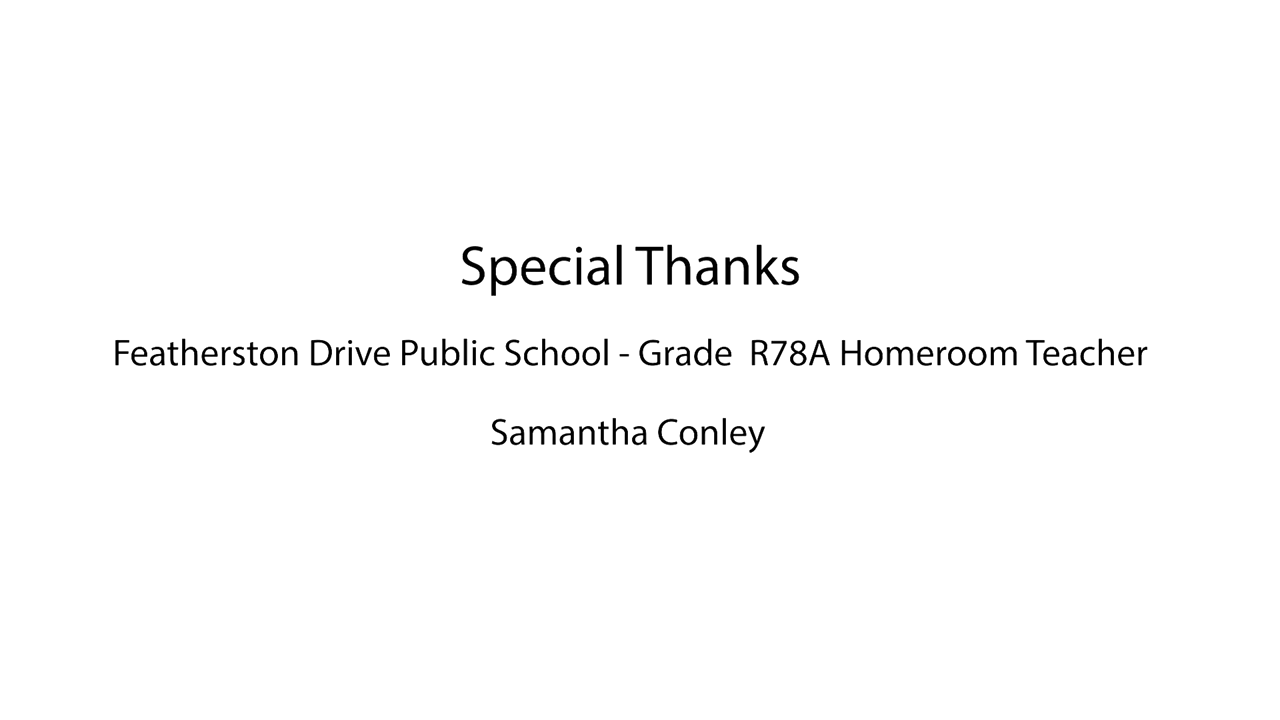 Special Thanks
Featherston Drive Public School - Grade  R78A Homeroom Teacher
Samantha Conley